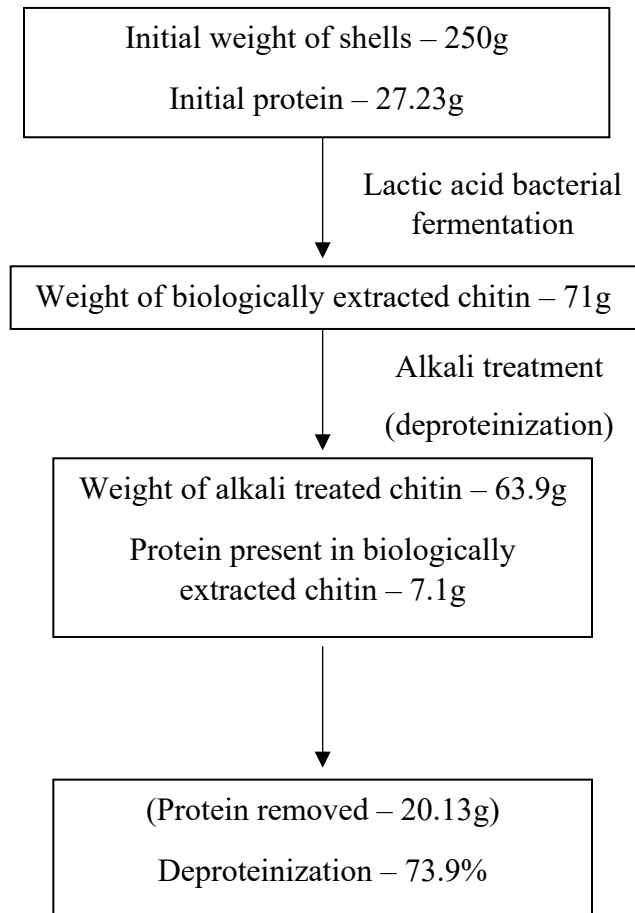 Initial weight of shells – 250g
Initial protein – 27.23g
Lactic acid bacterial
fermentation
Weight of biologically extracted chitin – 71g
Alkali treatment
(deproteinization)
Weight of alkali treated chitin – 63.9g
Protein present in biologically
extracted chitin – 7.1g
(Protein removed – 20.13g)
Deproteinization – 73.9%